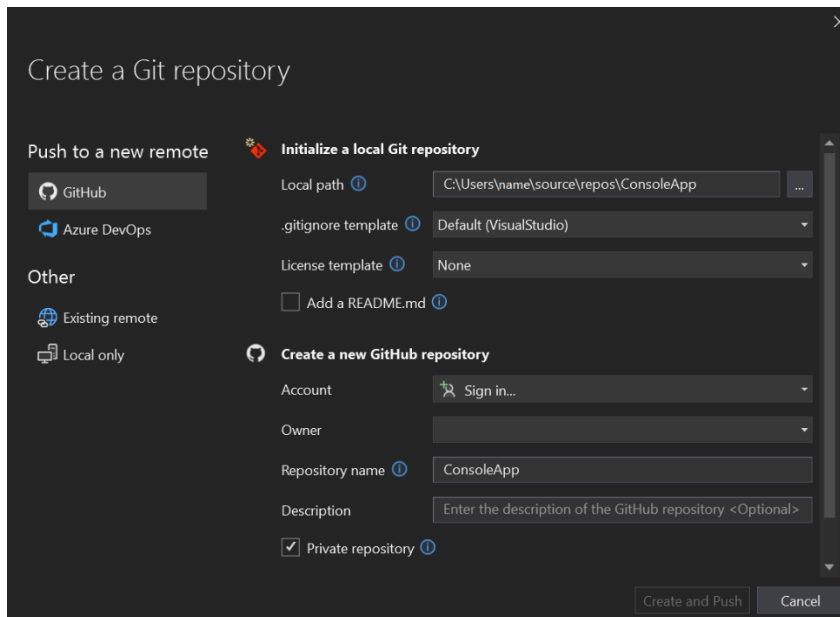 Create a Git repository
Push to a new remote
GitHub
Azure DevOps
Other
Existing remote
Local only
Initialize a local Git repository
Local path
C:\Users\name\source\repos\ConsoleApp
...
.gitignore template
Default (VisualStudio)
License template
None
Add a README.md
Create a new GitHub repository
Account
Sign in...
Owner
Repository name
ConsoleApp
Description
Enter the description of the GitHub repository <Optional>
Private repository
Create and Push
Cancel